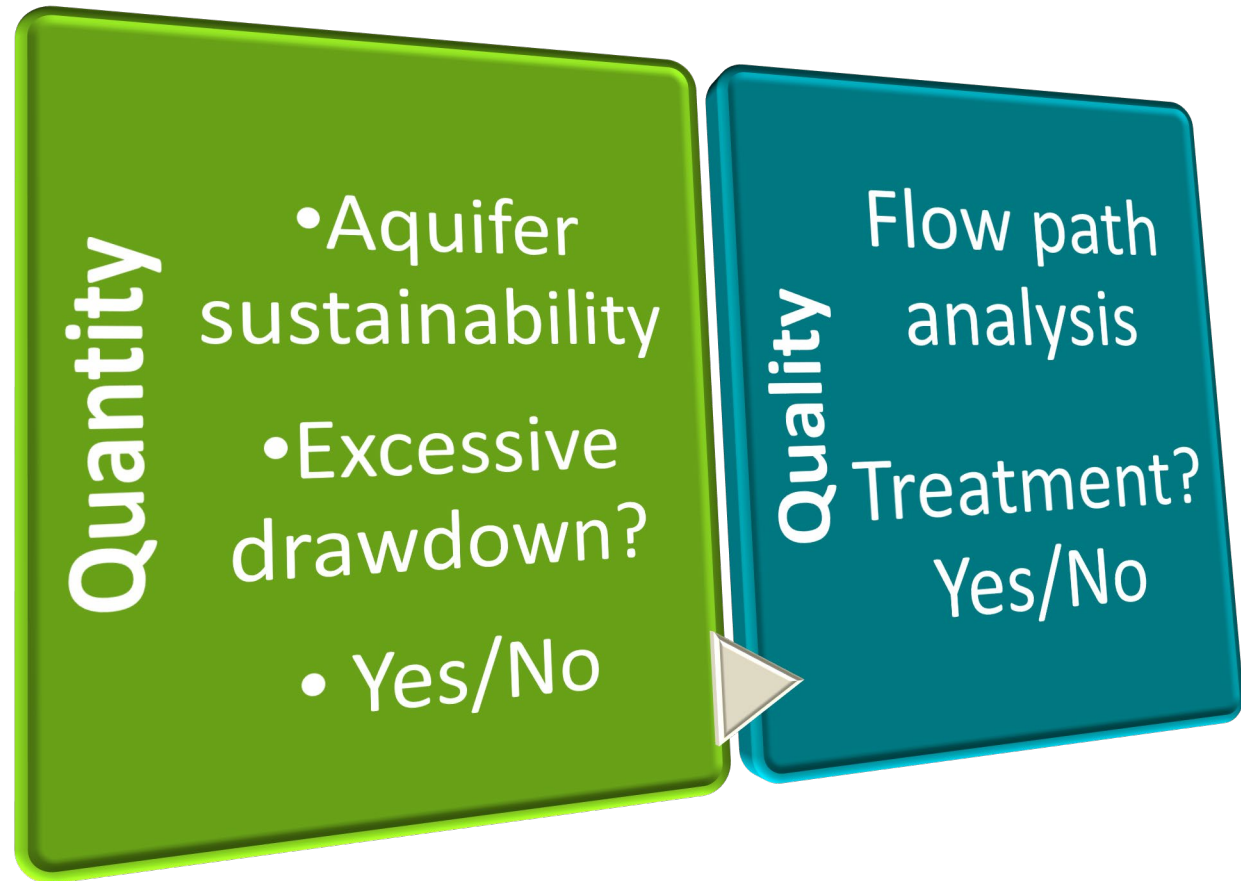 Quantity
•Aquifer
sustainability
•Excessive
drawdown?
• Yes/No
Quality
Flow path
analysis
Treatment?
Yes/No